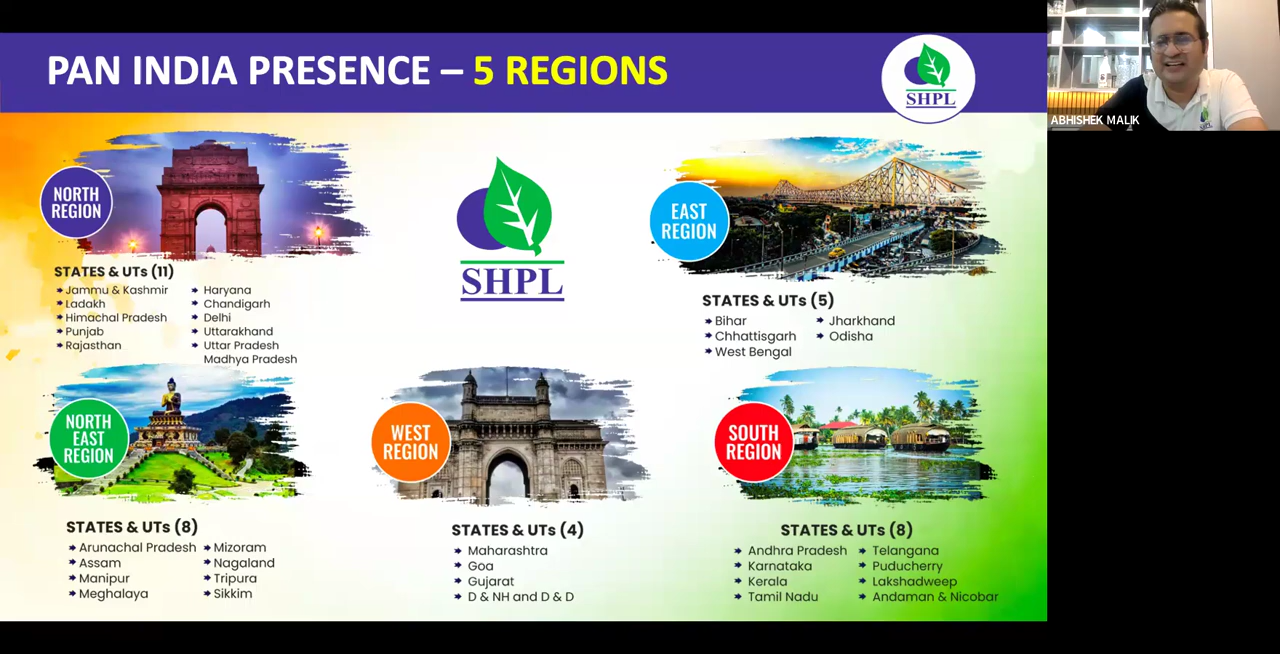 PAN INDIA PRESENCE – 5 REGIONS
SHPL
ABHISHEK MALIK
SHPL
NORTH
REGION
STATES & UTs (11)
Jammu & Kashmir
Ladakh
Himachal Pradesh
Punjab
Rajasthan
Haryana
Chandigarh
Delhi
Uttarakhand
Uttar Pradesh
Madhya Pradesh
SHPL
EAST
REGION
STATES & UTs (5)
Bihar
Chhattisgarh
West Bengal
Jharkhand
Odisha
NORTH
EAST
REGION
STATES & UTs (8)
Arunachal Pradesh
Assam
Manipur
Meghalaya
Mizoram
Nagaland
Tripura
Sikkim
WEST
REGION
STATES & UTs (4)
Maharashtra
Goa
Gujarat
D & NH and D & D
SOUTH
REGION
STATES & UTs (8)
Andhra Pradesh
Karnataka
Kerala
Tamil Nadu
Telangana
Puducherry
Lakshadweep
Andaman & Nicobar